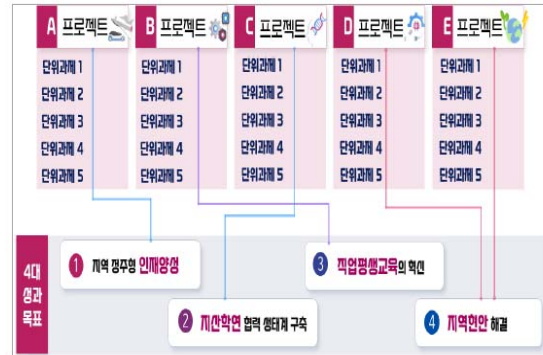 A 프로젝트
단위과제 1
단위과제 2
단위과제 3
단위과제 4
단위과제 5
B 프로젝트
단위과제 1
단위과제 2
단위과제 3
단위과제 4
단위과제 5
C 프로젝트
단위과제 1
단위과제 2
단위과제 3
단위과제 4
단위과제 5
D 프로젝트
단위과제 1
단위과제 2
단위과제 3
단위과제 4
단위과제 5
E 프로젝트
단위과제 1
단위과제 2
단위과제 3
단위과제 4
단위과제 5
4대
성과
목표
1 지역 정주형 인재양성
2 지산학연 협력 생태계 구축
3 직업평생교육의 혁신
4 지역현안 해결